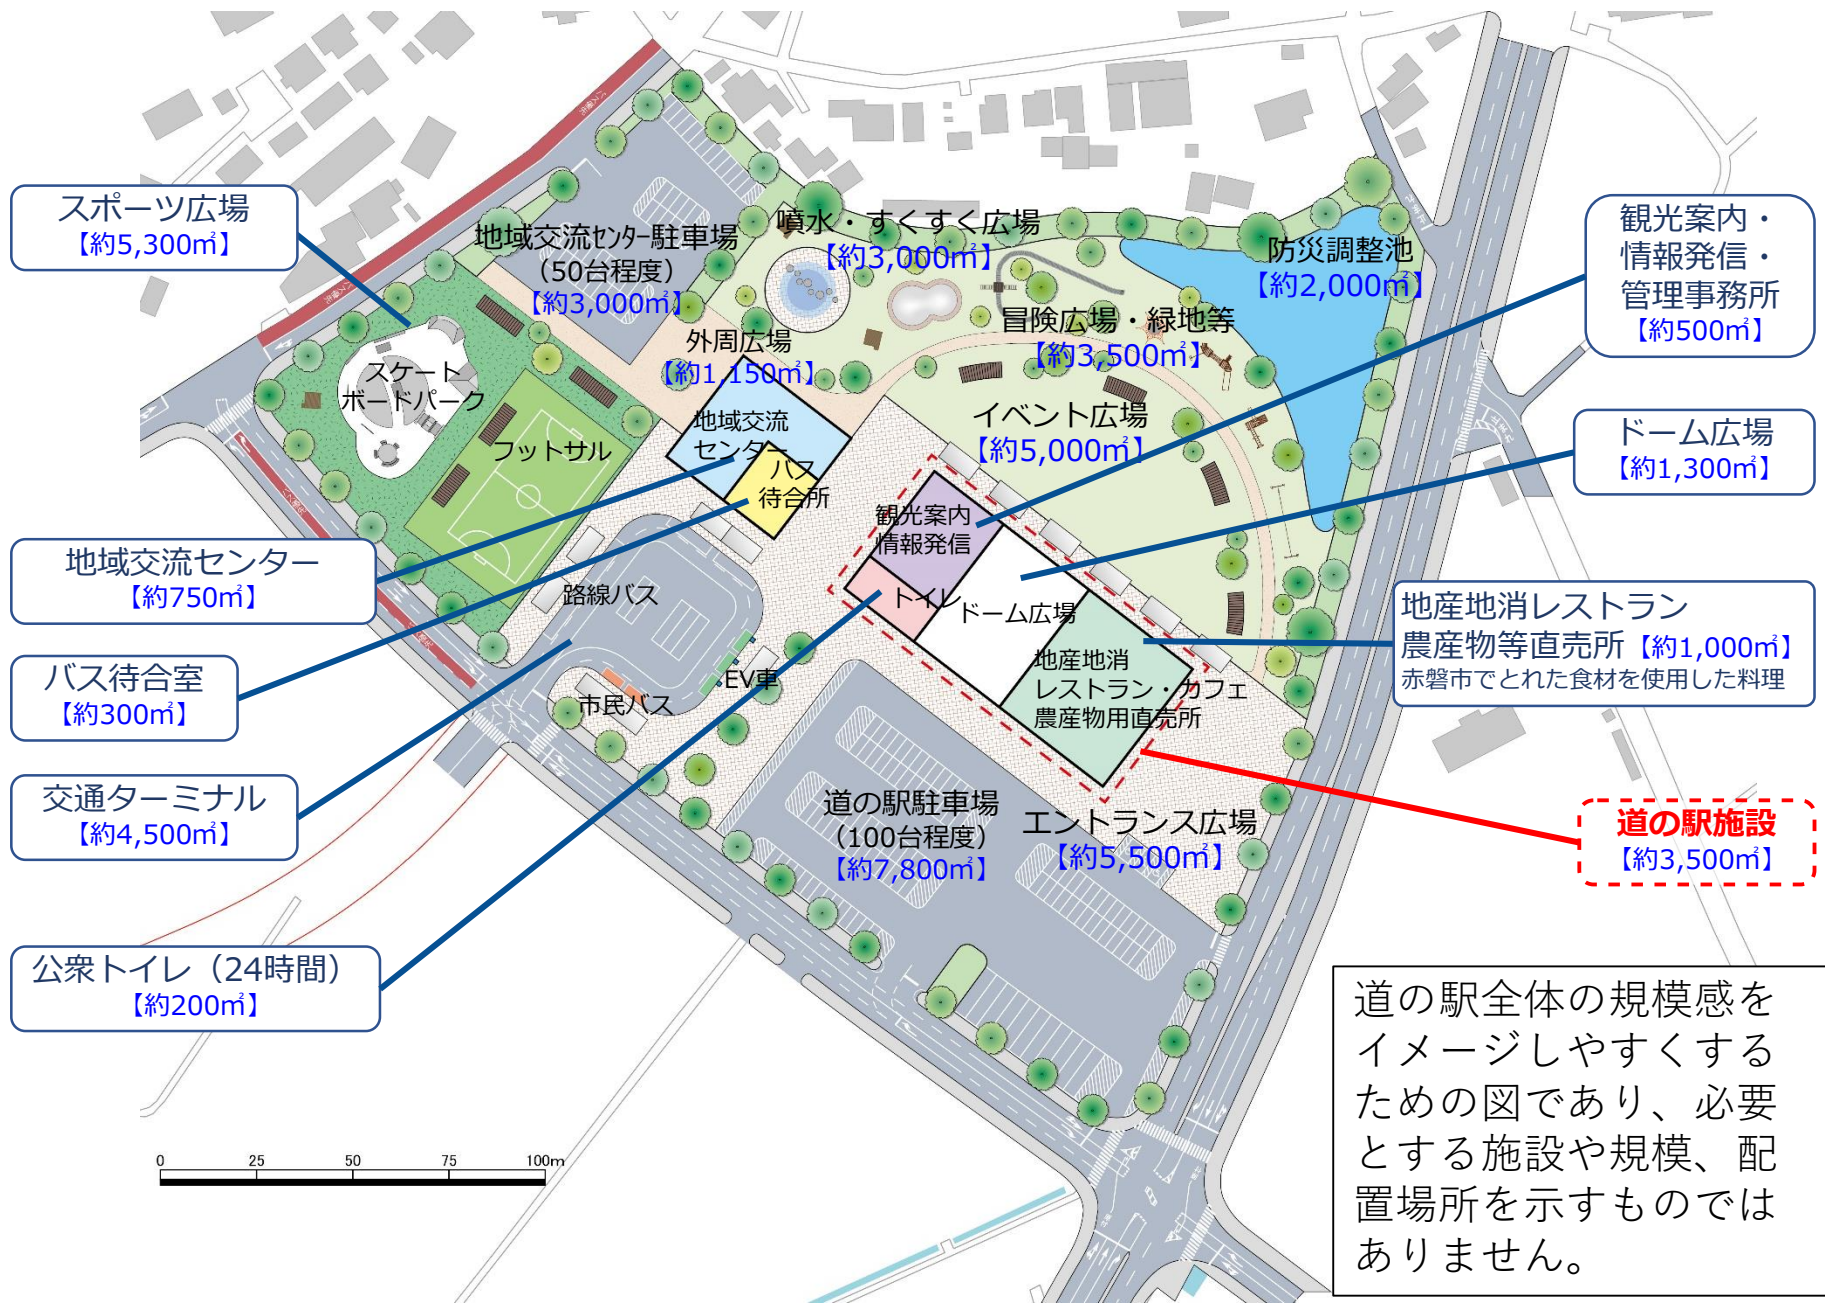 スポーツ広場
【約5,300㎡】
地域交流センター駐車場
（50台程度）
【約3,000㎡】
噴水・すくすく広場
【約3,000㎡】
防災調整池
【約2,000㎡】
観光案内・
情報発信・
管理事務所
【約500㎡】
外周広場
【約1,150㎡】
冒険広場・緑地等
【約3,500㎡】
スケート
ボードパーク
フットサル
地域交流
センター
バス
待合所
イベント広場
【約5,000㎡】
ドーム広場
【約1,300㎡】
観光案内
情報発信
トイレ
ドーム広場
地域交流センター
【約750㎡】
路線バス
地産地消
レストラン・カフェ
農産物用直売所
地産地消レストラン
農産物等直売所【約1,000㎡】
赤磐市でとれた食材を使用した料理
バス待合室
【約300㎡】
EV車
市民バス
交通ターミナル
【約4,500㎡】
道の駅駐車場
（100台程度）
【約7,800㎡】
エントランス広場
【約5,500㎡】
道の駅施設
【約3,500㎡】
公衆トイレ（24時間）
【約200㎡】
道の駅全体の規模感を
イメージしやすくする
ための図であり、必要
とする施設や規模、配
置場所を示すものでは
ありません。
0 25 50 75 100m